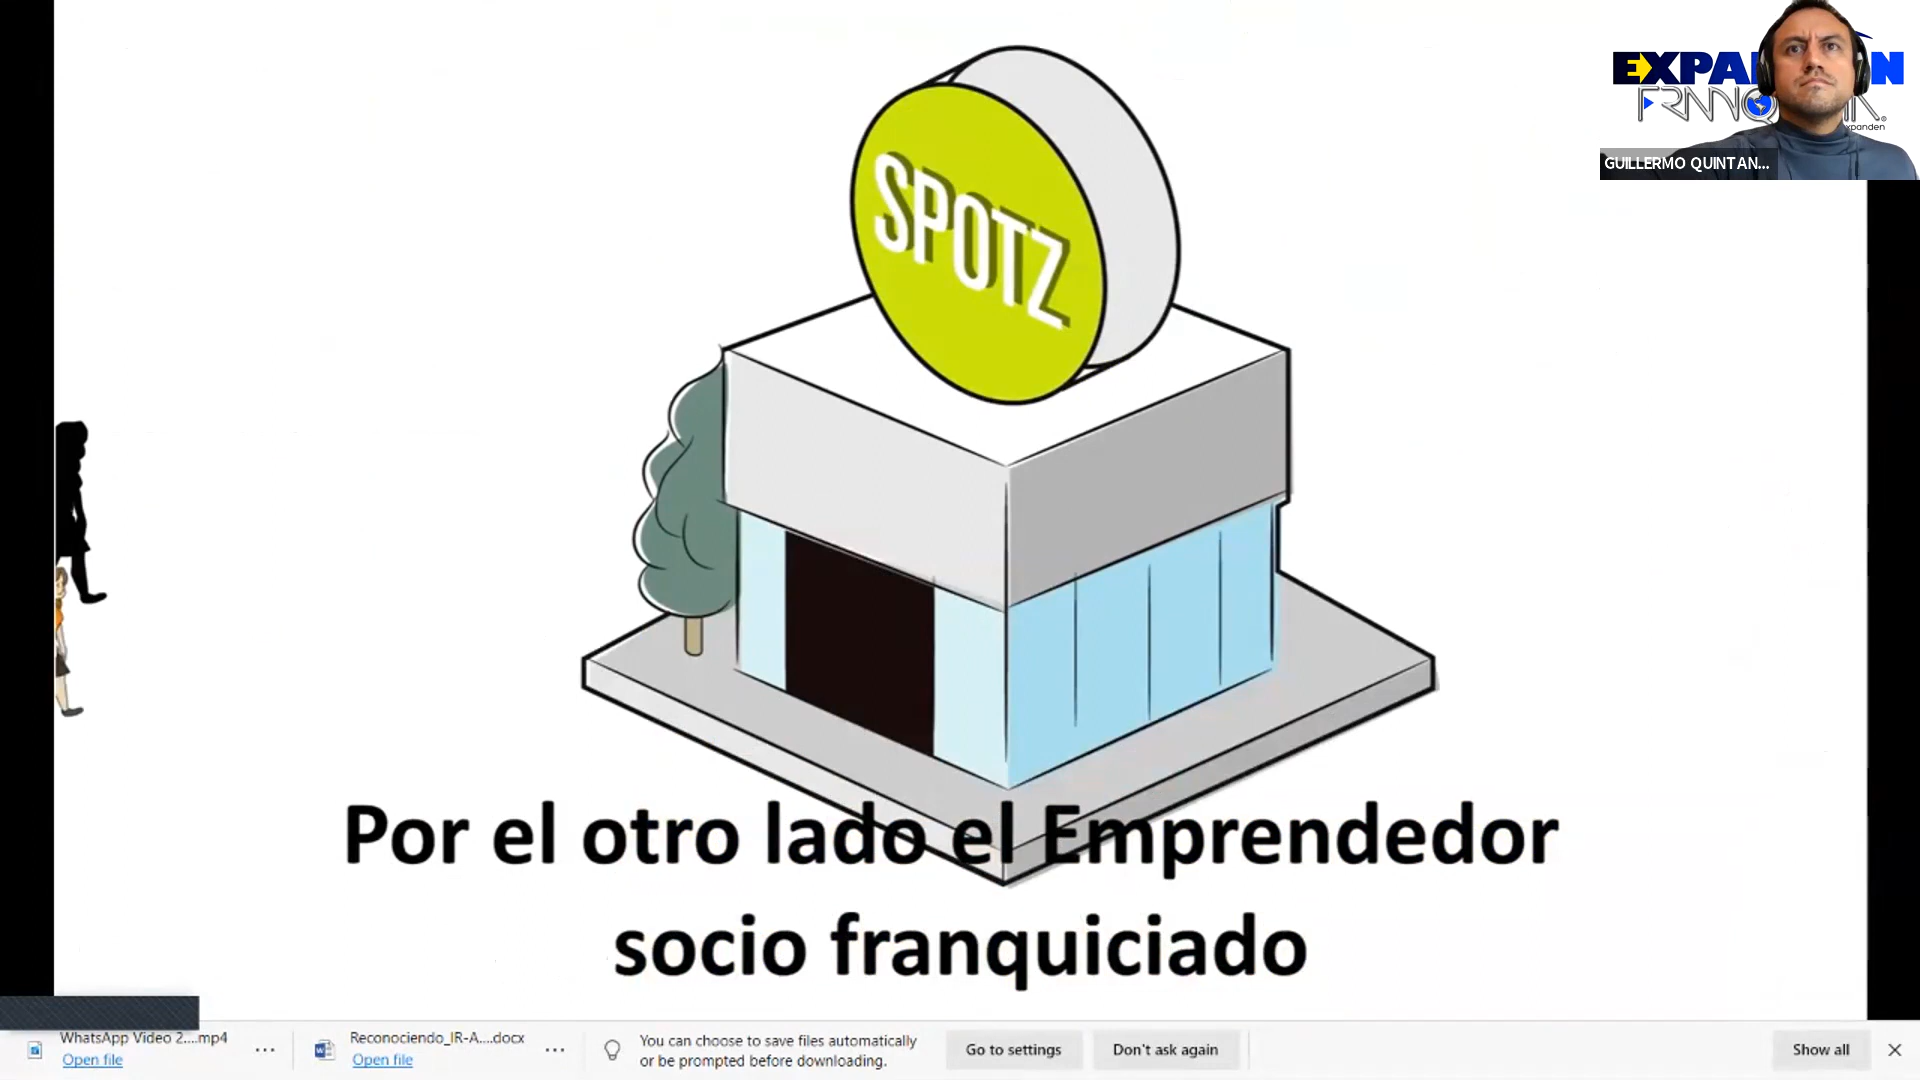 EXPA
N
xpanden
GUILLERMO QUINTAN...
SPOTZ
Por el otro lado el Emprendedor
socio franquiciado
WhatsApp Video 2....mp4
Open file
Reconociendo_IR-A....docx
Open file
You can choose to save files automatically
or be prompted before downloading.
Go to settings
Don't ask again
Show all